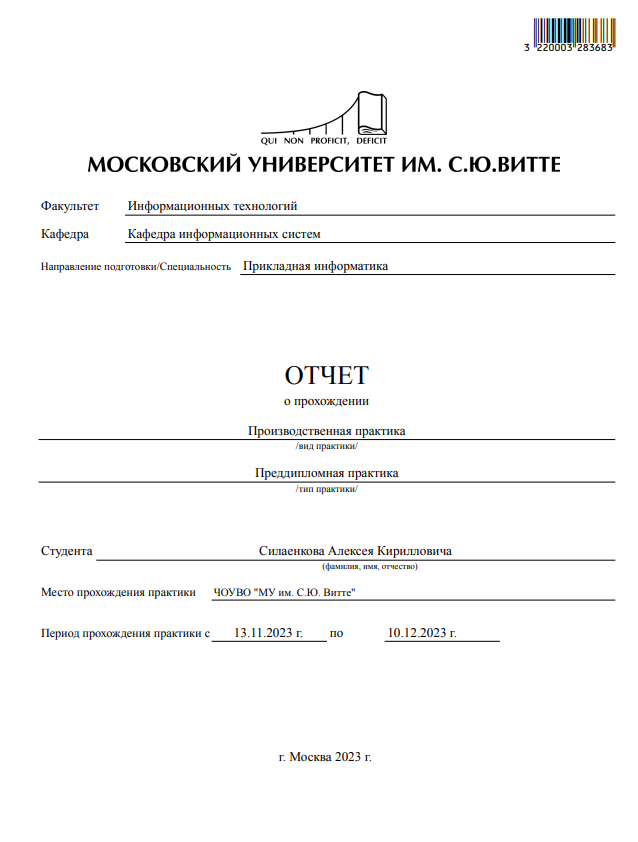 3 220003 283683
QUI NON PROFICIT, DEFICIT
МОСКОВСКИЙ УНИВЕРСИТЕТ ИМ. С.Ю.ВИТТЕ
Факультет Информационных технологий
Кафедра Кафедра информационных систем
Направление подготовки/Специальность Прикладная информатика
ОТЧЕТ
о прохождении
Производственная практика
/вид практики/
Преддипломная практика
/тип практики/
Студента Силаенкова Алексея Кирилловича
(фамилия, имя, отчество)
Место прохождения практики ЧОУВО "МУ им. С.Ю. Витте"
Период прохождения практики с 13.11.2023 г. по 10.12.2023 г.
г. Москва 2023 г.